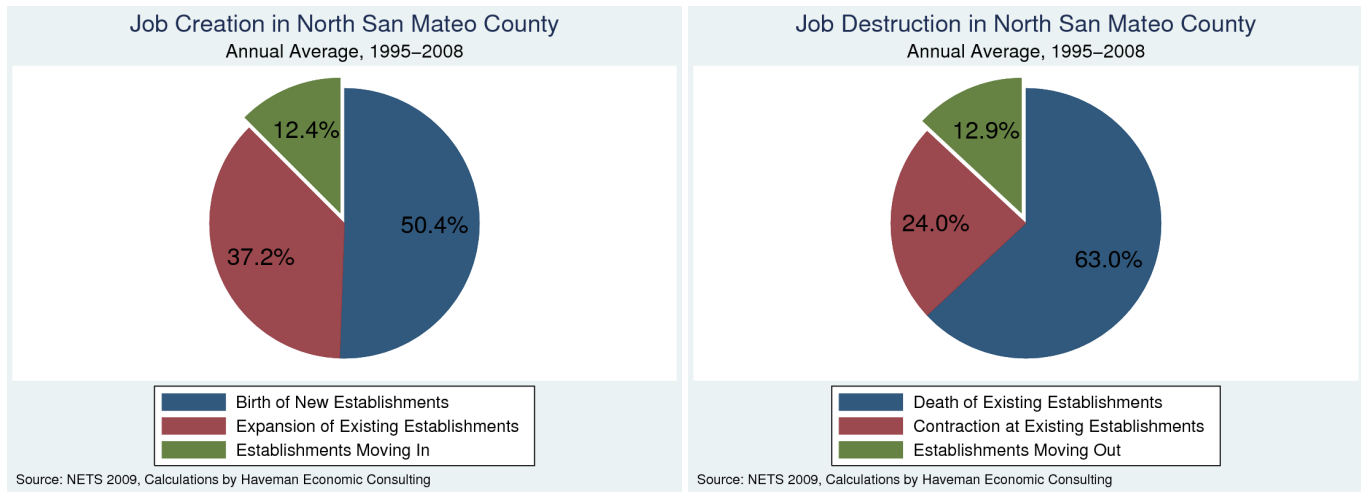 Job Creation in North San Mateo County
Annual Average, 1995–2008
12.4%
50.4%
37.2%
Birth of New Establishments
Expansion of Existing Establishments
Establishments Moving In
Source: NETS 2009, Calculations by Haveman Economic Consulting
Job Destruction in North San Mateo County
Annual Average, 1995–2008
12.9%
24.0%
63.0%
Death of Existing Establishments
Contraction at Existing Establishments
Establishments Moving Out
Source: NETS 2009, Calculations by Haveman Economic Consulting